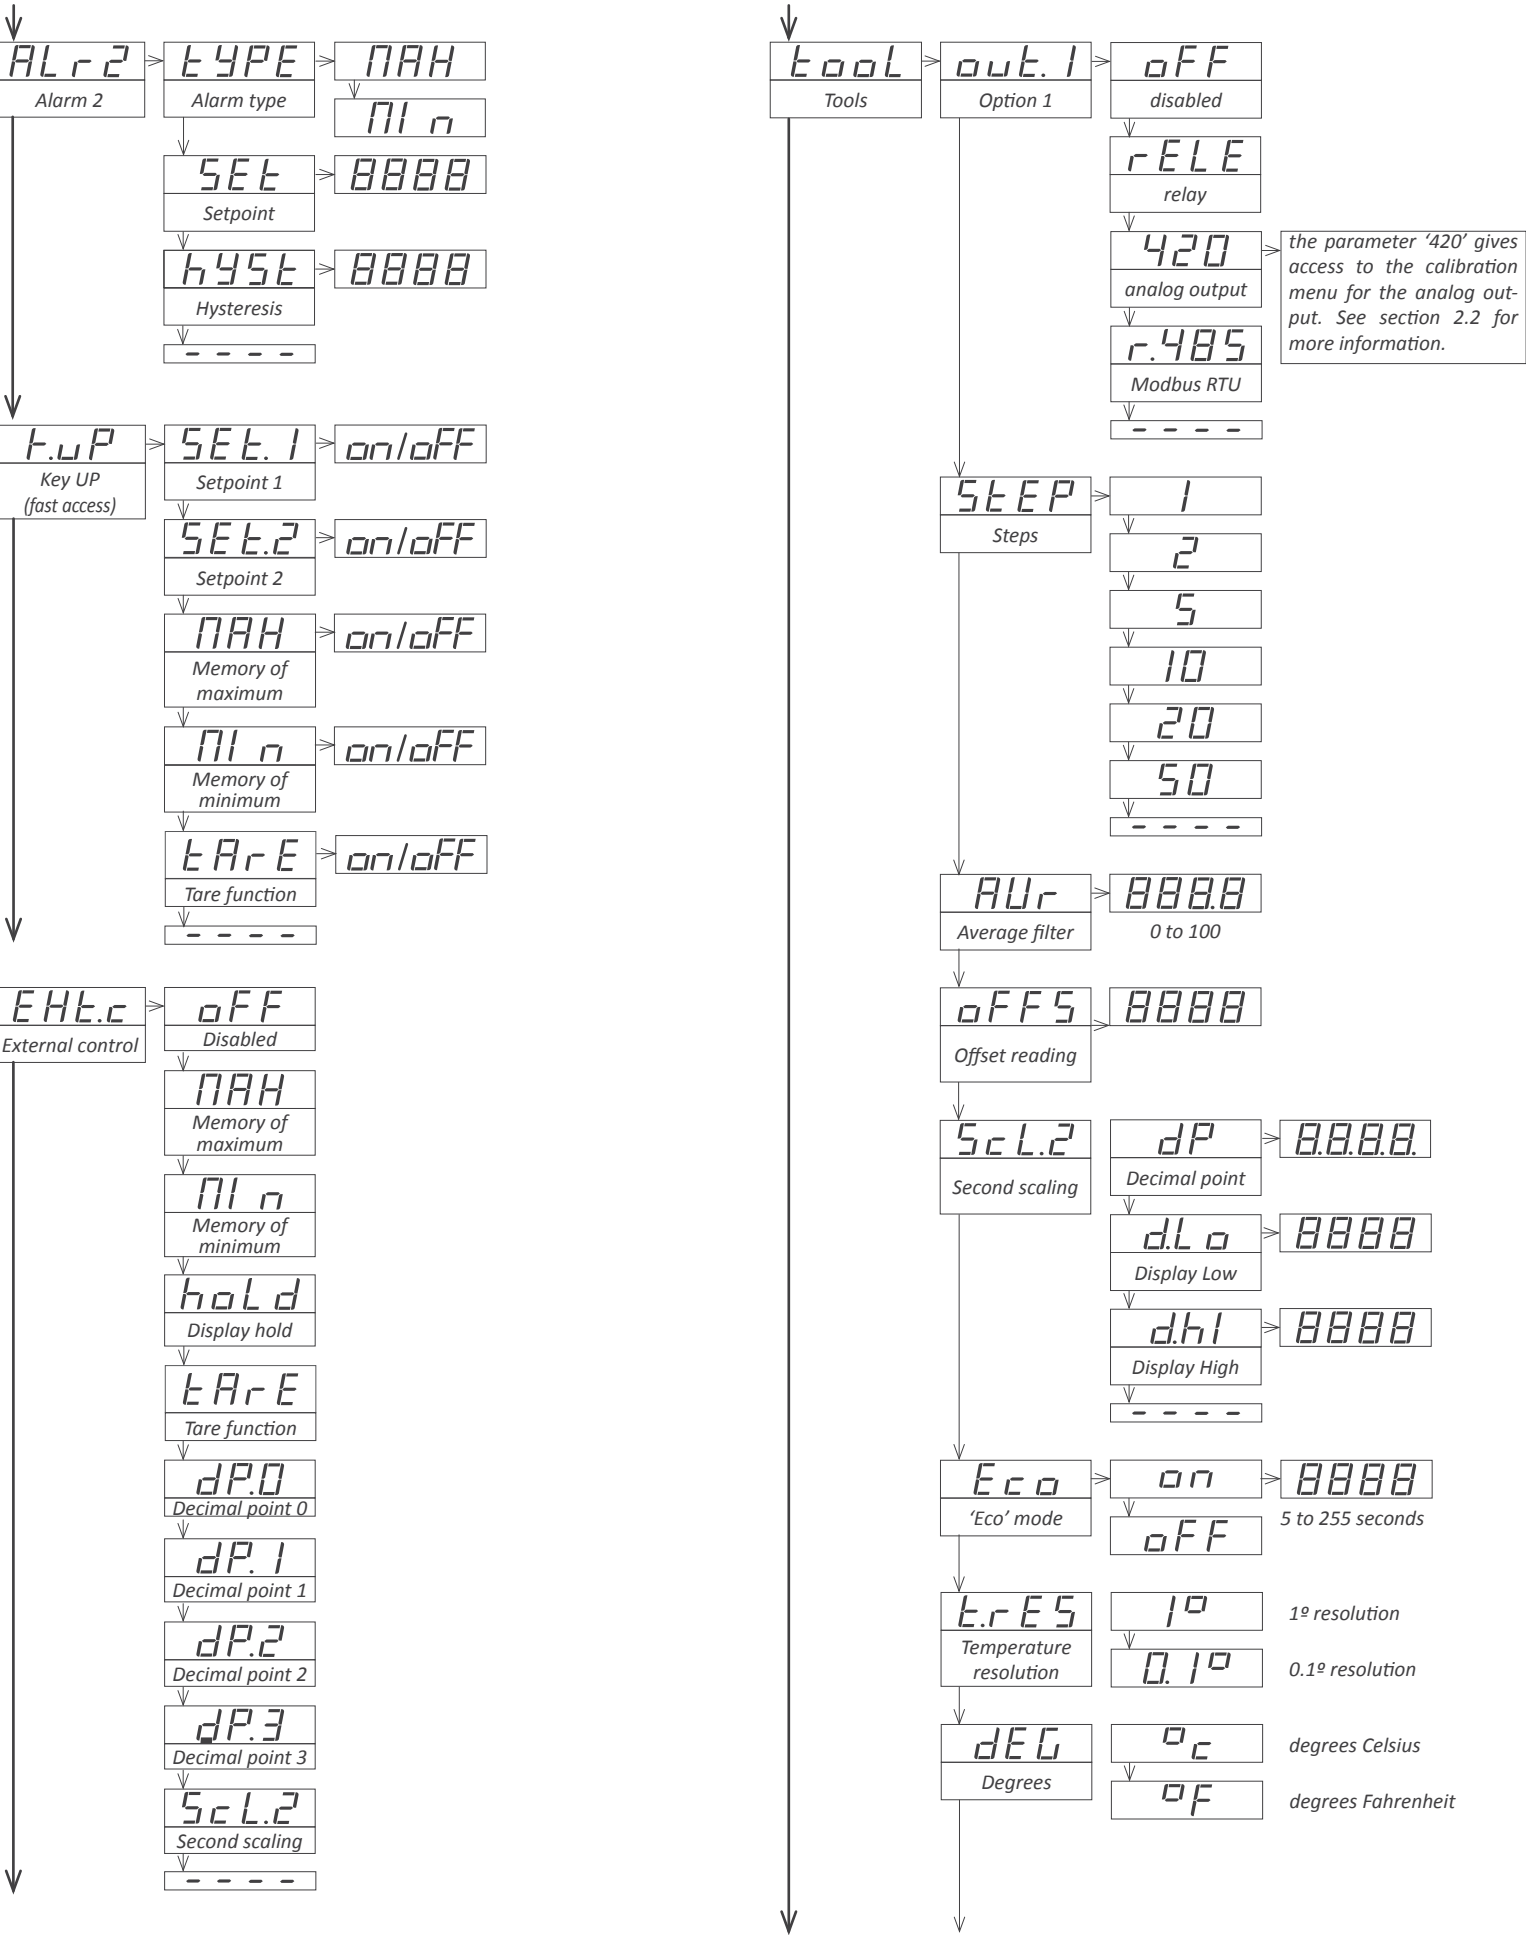 ALr2
Alarm 2
tYPE
Alarm type
MAH
MIn
SEt
Setpoint
8888
hYSt
Hysteresis
8888
----
K.uP
Key UP
(fast access)
SEt.1
Setpoint 1
on/oFF
SEt.2
Setpoint 2
on/oFF
MAH
Memory of
maximum
on/oFF
MIn
Memory of
minimum
on/oFF
tArE
Tare function
on/oFF
----
EHt.c
External control
oFF
Disabled
MAH
Memory of
maximum
MIn
Memory of
minimum
hoLd
Display hold
tArE
Tare function
dP.0
Decimal point 0
dP.1
Decimal point 1
dP.2
Decimal point 2
dP.3
Decimal point 3
ScL.2
Second scaling
----
tooL
Tools
out.1
Option 1
oFF
disabled
rELE
relay
420
analog output
the parameter ‘420’ gives
access to the calibration
menu for the analog out-
put. See section 2.2 for
more information.
r.485
Modbus RTU
----
StEP
Steps
1
2
5
10
20
50
----
AVr
Average filter
888.8
0 to 100
oFFS
Offset reading
8888
ScL.2
Second scaling
dP
Decimal point
8.8.8.8.
d.Lo
Display Low
8888
d.hI
Display High
8888
----
Eco
‘Eco’ mode
on
8888
5 to 255 seconds
oFF
t.rES
Temperature
resolution
1º
1º resolution
0.1º
0.1º resolution
dEG
Degrees
ºc
degrees Celsius
ºF
degrees Fahrenheit